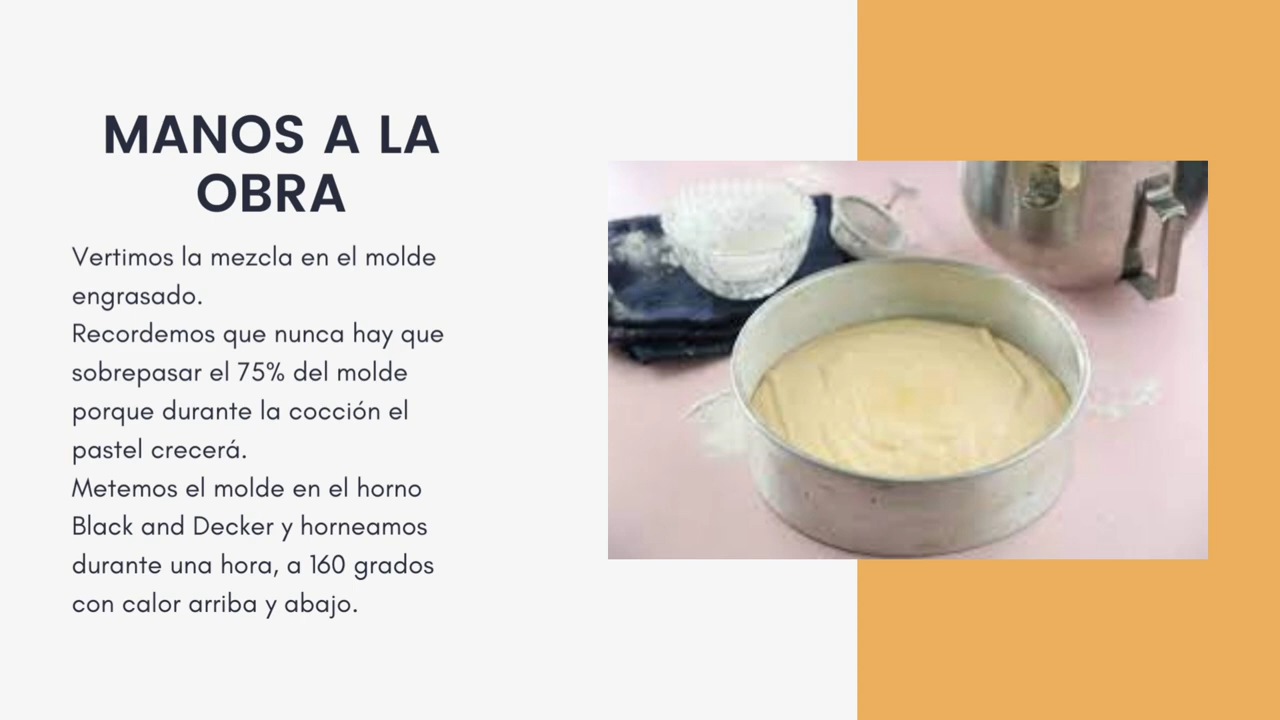 MANOS A LA
OBRA
Vertimos la mezcla en el molde
engrasado.
Recordemos que nunca hay que
sobrepasar el 75% del molde
porque durante la cocción el
pastel crecerá.
Metemos el molde en el horno
Black and Decker y horneamos
durante una hora, a 160 grados
con calor arriba y abajo.